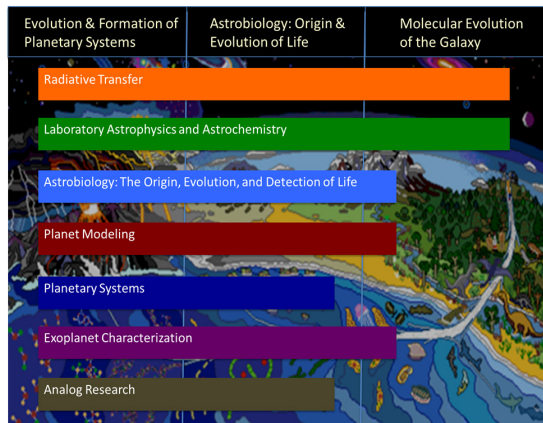 Evolution & Formation of
Planetary Systems
Astrobiology: Origin &
Evolution of Life
Molecular Evolution
of the Galaxy
Radiative Transfer
Laboratory Astrophysics and Astrochemistry
Astrobiology: The Origin, Evolution, and Detection of Life
Planet Modeling
Planetary Systems
Exoplanet Characterization
Analog Research